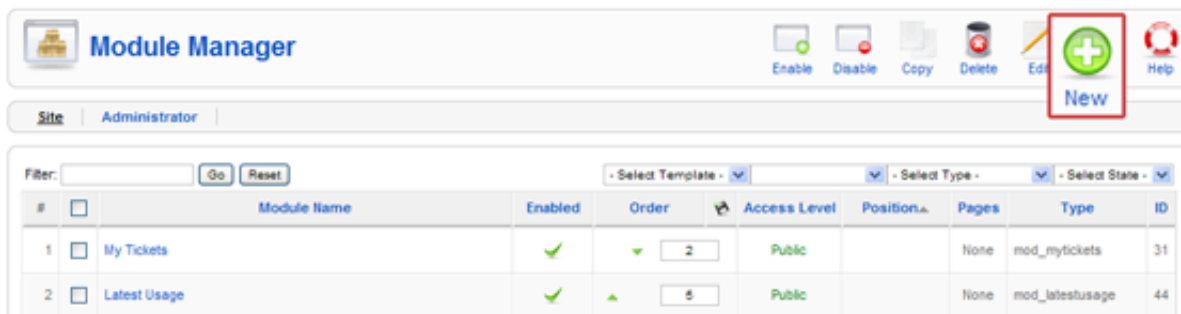 Module Manager
Enable Disable Copy Delete Edit New Help
Site Administrator
Filter: Go Reset - Select Template - - Select Type - - Select State -
# Module Name Enabled Order Access Level Position Pages Type ID
1 My Tickets 2 Public None mod_mytickets 31
2 Latest Usage 6 Public None mod_latestusage 44